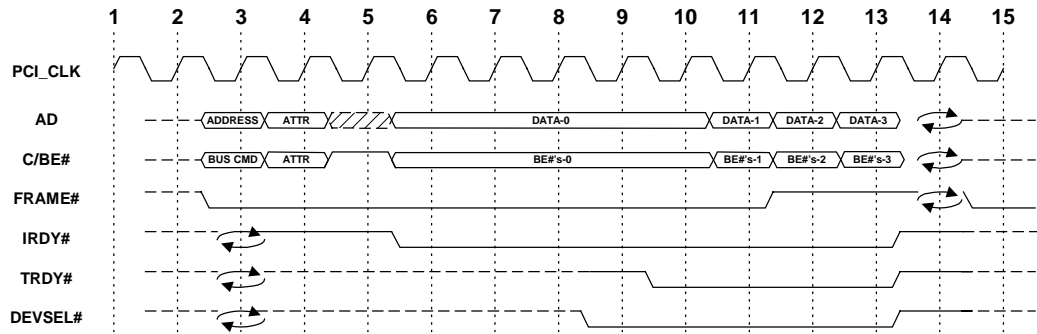 1 2 3 4 5 6 7 8 9 10 11 12 13 14 15
PCI_CLK
AD ADDRESS ATTR DATA-0 DATA-1 DATA-2 DATA-3
C/BE# BUS CMD ATTR BE#'s-0 BE#'s-1 BE#'s-2 BE#'s-3
FRAME#
IRDY#
TRDY#
DEVSEL#